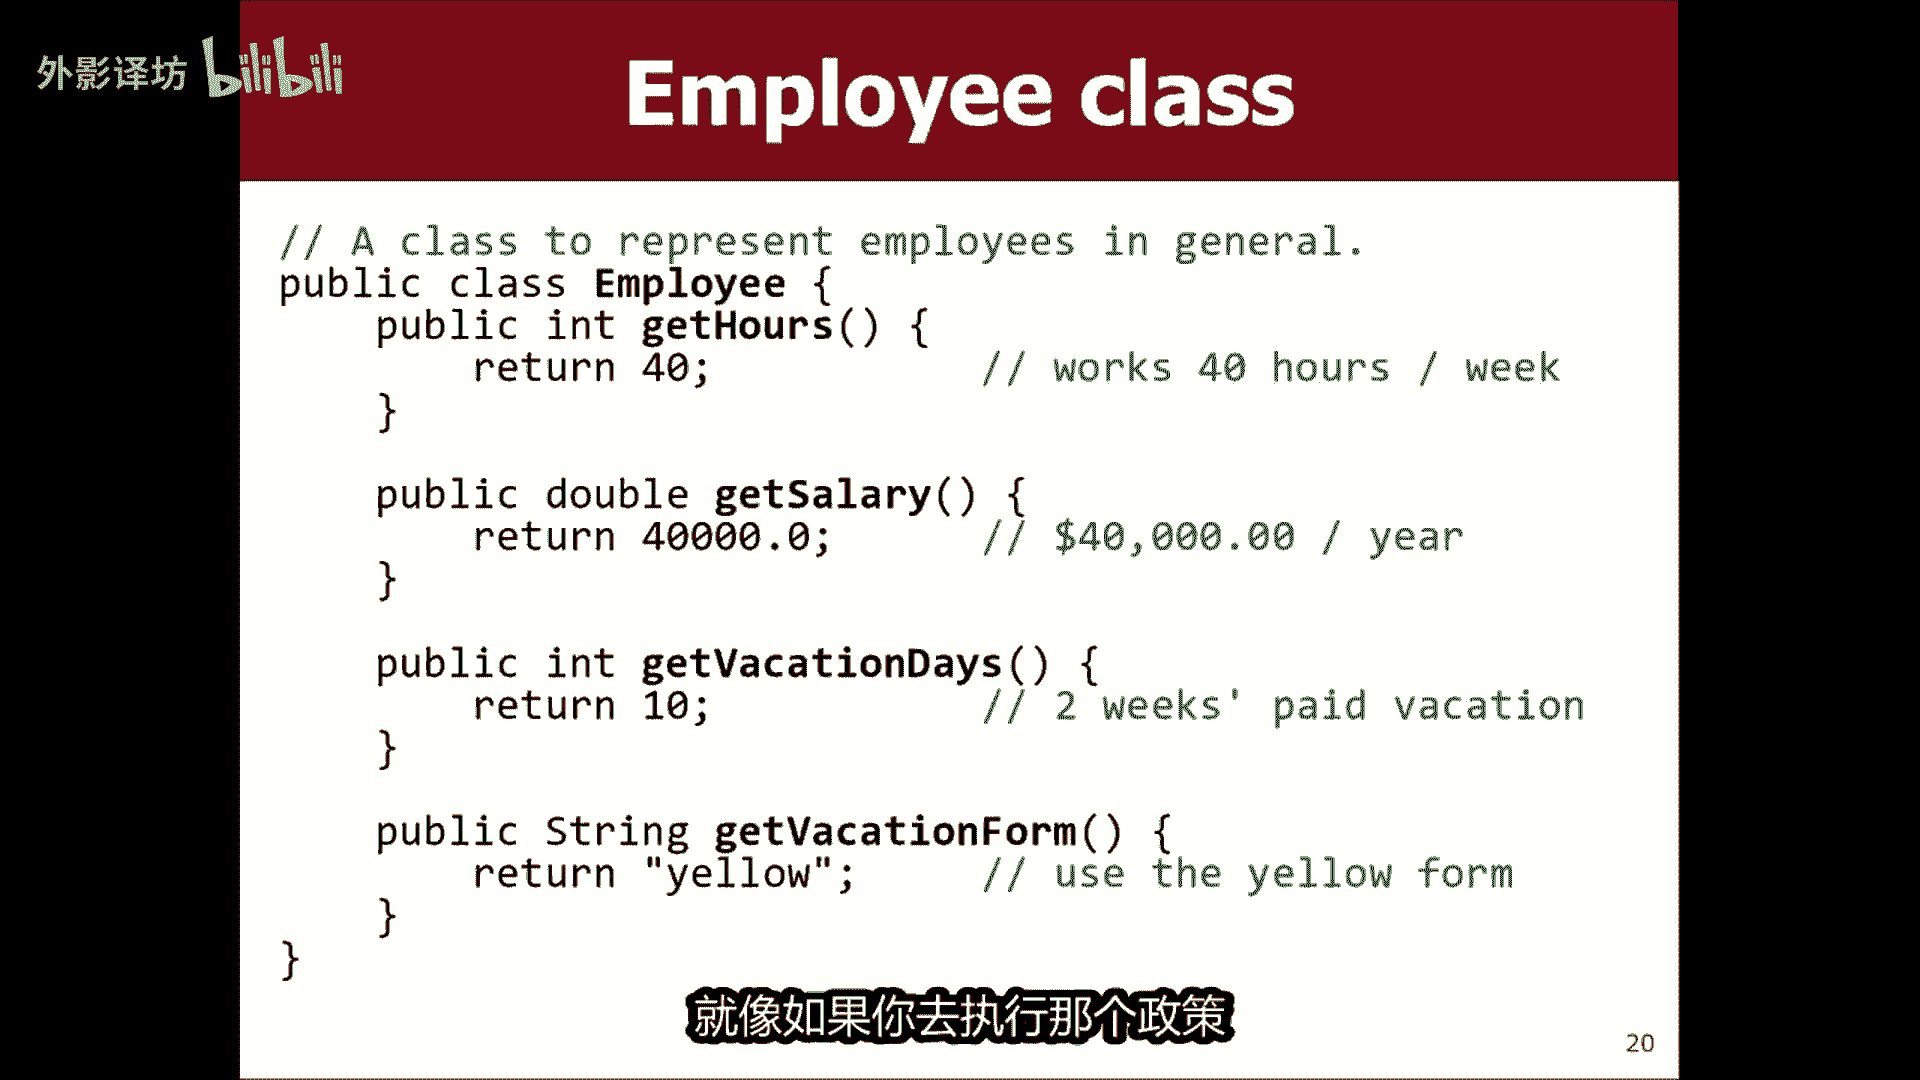 外影译坊 bilibili
Employee class
// A class to represent employees in general.
public class Employee {
    public int getHours() {
        return 40;           // works 40 hours / week
    }

    public double getSalary() {
        return 40000.0;      // $40,000.00 / year
    }

    public int getVacationDays() {
        return 10;           // 2 weeks' paid vacation
    }

    public String getVacationForm() {
        return "yellow";     // use the yellow form
    }
}
就像如果你去执行那个政策
20